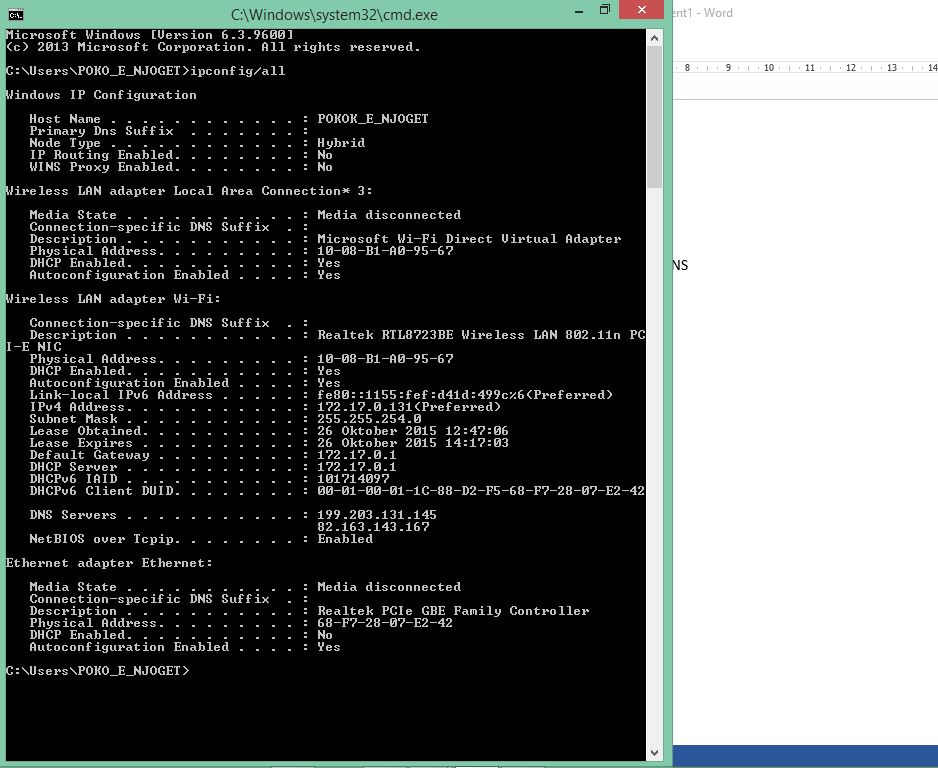 C:\Windows\system32\cmd.exe
ent1 - Word
8 9 10 11 12 13 14
Microsoft Windows [Version 6.3.9600]
(c) 2013 Microsoft Corporation. All rights reserved.
C:\Users\POKO_E_NJOGET>ipconfig/all
Windows IP Configuration
Host Name . . . . . . . . . . . . : POKOK_E_NJOGET
Primary Dns Suffix . . . . . . . :
Node Type . . . . . . . . . . . . : Hybrid
IP Routing Enabled. . . . . . . . : No
WINS Proxy Enabled. . . . . . . . : No
Wireless LAN adapter Local Area Connection* 3:
Media State . . . . . . . . . . . : Media disconnected
Connection-specific DNS Suffix . :
Description . . . . . . . . . . . : Microsoft Wi-Fi Direct Virtual Adapter
Physical Address. . . . . . . . . : 10-08-B1-A0-95-67
DHCP Enabled. . . . . . . . . . . : Yes
Autoconfiguration Enabled . . . . : Yes
NS
Wireless LAN adapter Wi-Fi:
Connection-specific DNS Suffix . :
Description . . . . . . . . . . . : Realtek RTL8723BE Wireless LAN 802.11n PC
I-E NIC
Physical Address. . . . . . . . . : 10-08-B1-A0-95-67
DHCP Enabled. . . . . . . . . . . : Yes
Autoconfiguration Enabled . . . . : Yes
Link-local IPv6 Address . . . . . : fe80::1155:fef:d41d:499c%6(Preferred)
IPv4 Address. . . . . . . . . . . : 172.17.0.131(Preferred)
Subnet Mask . . . . . . . . . . . : 255.255.254.0
Lease Obtained. . . . . . . . . . : 26 Oktober 2015 12:47:06
Lease Expires . . . . . . . . . . : 26 Oktober 2015 14:17:03
Default Gateway . . . . . . . . . : 172.17.0.1
DHCP Server . . . . . . . . . . . : 172.17.0.1
DHCPv6 IAID . . . . . . . . . . . : 101714097
DHCPv6 Client DUID. . . . . . . . : 00-01-00-01-1C-88-D2-F5-68-F7-28-07-E2-42
DNS Servers . . . . . . . . . . . : 199.203.131.145
82.163.143.167
NetBIOS over Tcpip. . . . . . . . : Enabled
Ethernet adapter Ethernet:
Media State . . . . . . . . . . . : Media disconnected
Connection-specific DNS Suffix . :
Description . . . . . . . . . . . : Realtek PCIe GBE Family Controller
Physical Address. . . . . . . . . : 68-F7-28-07-E2-42
DHCP Enabled. . . . . . . . . . . : No
Autoconfiguration Enabled . . . . : Yes
C:\Users\POKO_E_NJOGET>